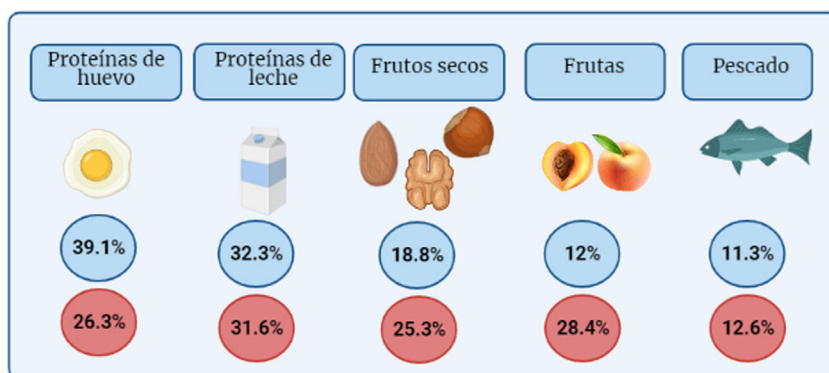 Proteínas de
huevo
Proteínas de
leche
Frutos secos
Frutas
Pescado
39.1%
32.3%
18.8%
12%
11.3%
26.3%
31.6%
25.3%
28.4%
12.6%